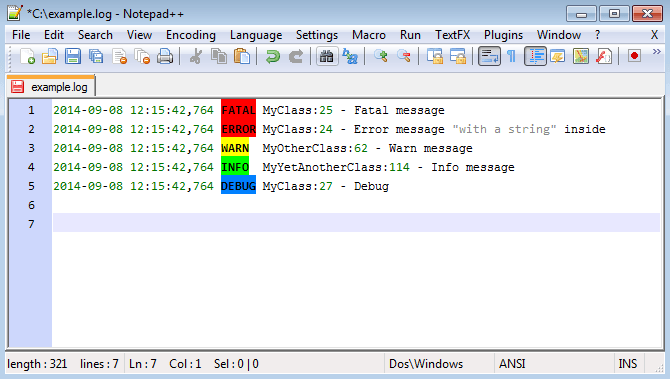 *C:\example.log - Notepad++
File Edit Search View Encoding Language Settings Macro Run TextFX Plugins Window ? X
example.log
1 2014-09-08 12:15:42,764 FATAL MyClass:25 - Fatal message
2 2014-09-08 12:15:42,764 ERROR MyClass:24 - Error message "with a string" inside
3 2014-09-08 12:15:42,764 WARN MyOtherClass:62 - Warn message
4 2014-09-08 12:15:42,764 INFO MyYetAnotherClass:114 - Info message
5 2014-09-08 12:15:42,764 DEBUG MyClass:27 - Debug
6
7
length : 321 lines : 7 Ln : 7 Col : 1 Sel : 0 | 0 Dos\Windows ANSI INS